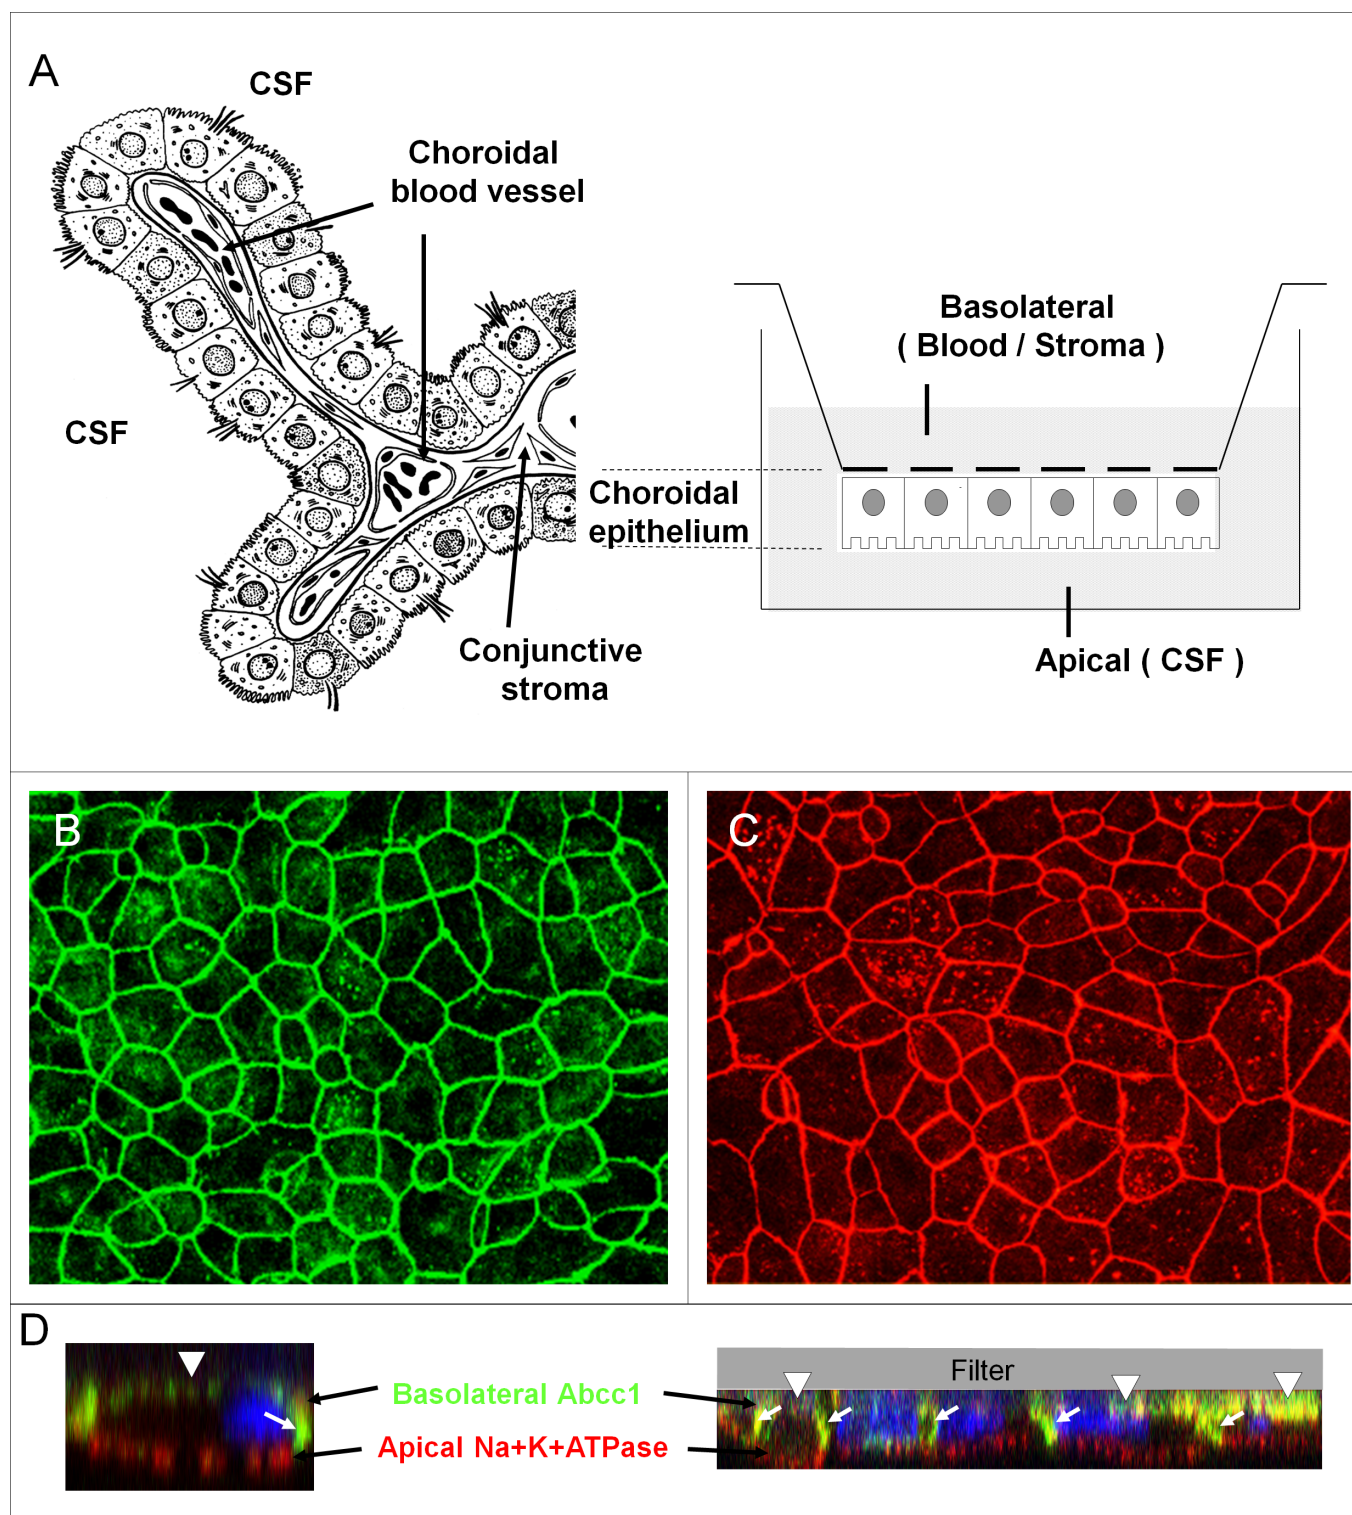 A
CSF
Choroidal
blood vessel
CSF
Conjunctive
stroma
Basolateral
( Blood / Stroma )
Choroidal
epithelium
Apical ( CSF )
B
C
D
Basolateral Abcc1
Apical Na+K+ATPase
Filter